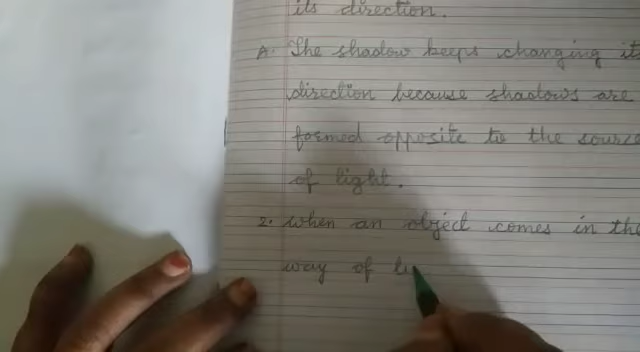 its direction.
A. The shadow keeps changing its
direction because shadows are
formed opposite to the source
of light.
2. When an object comes in the
way of li